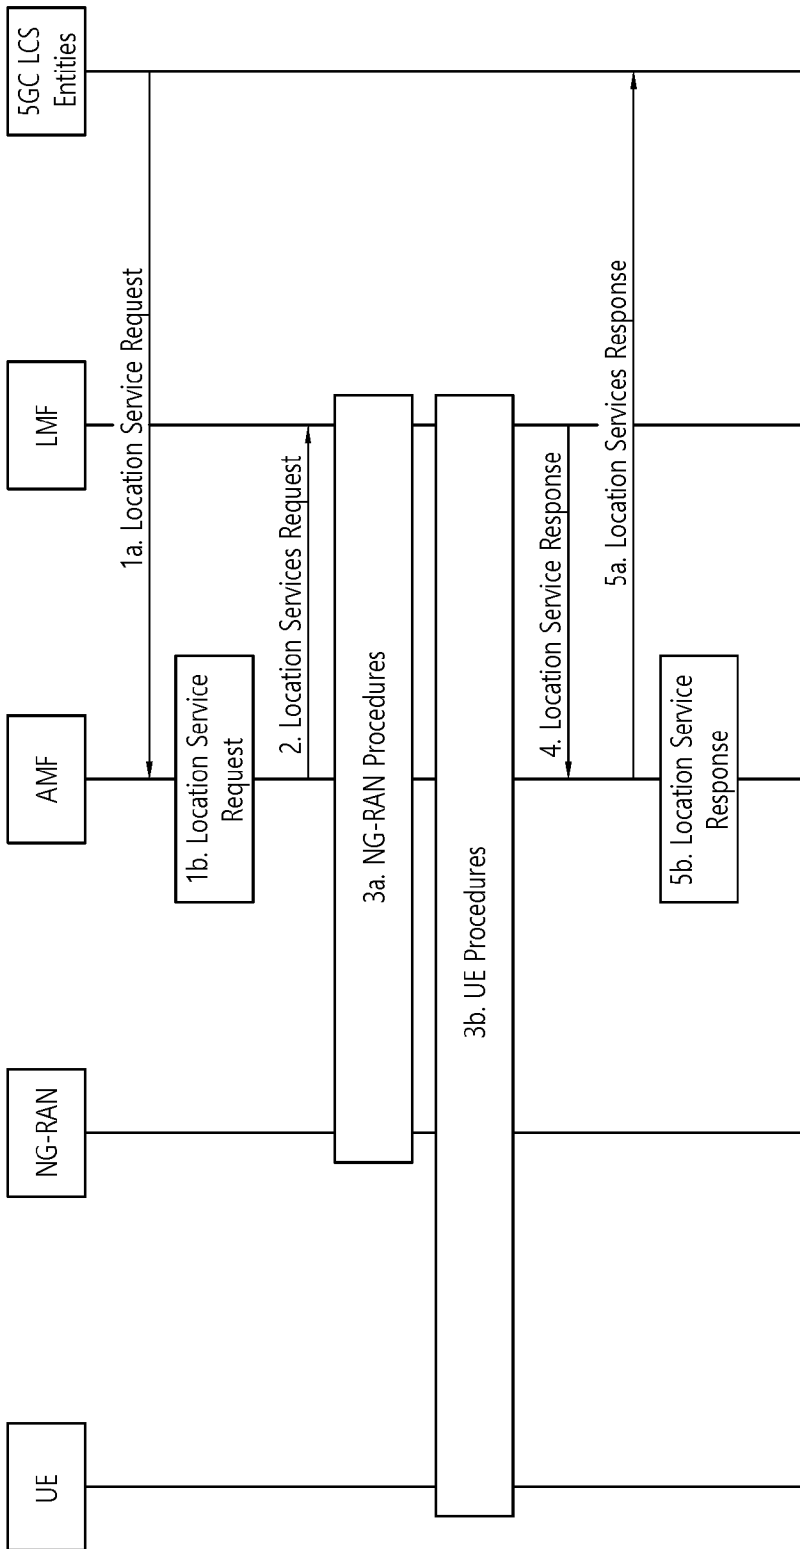 UE
NG-RAN
AMF
LMF
5GC LCS
Entities
1a. Location Service Request
1b. Location Service
Request
2. Location Services Request
3a. NG-RAN Procedures
3b. UE Procedures
4. Location Service Response
5a. Location Services Response
5b. Location Service
Response